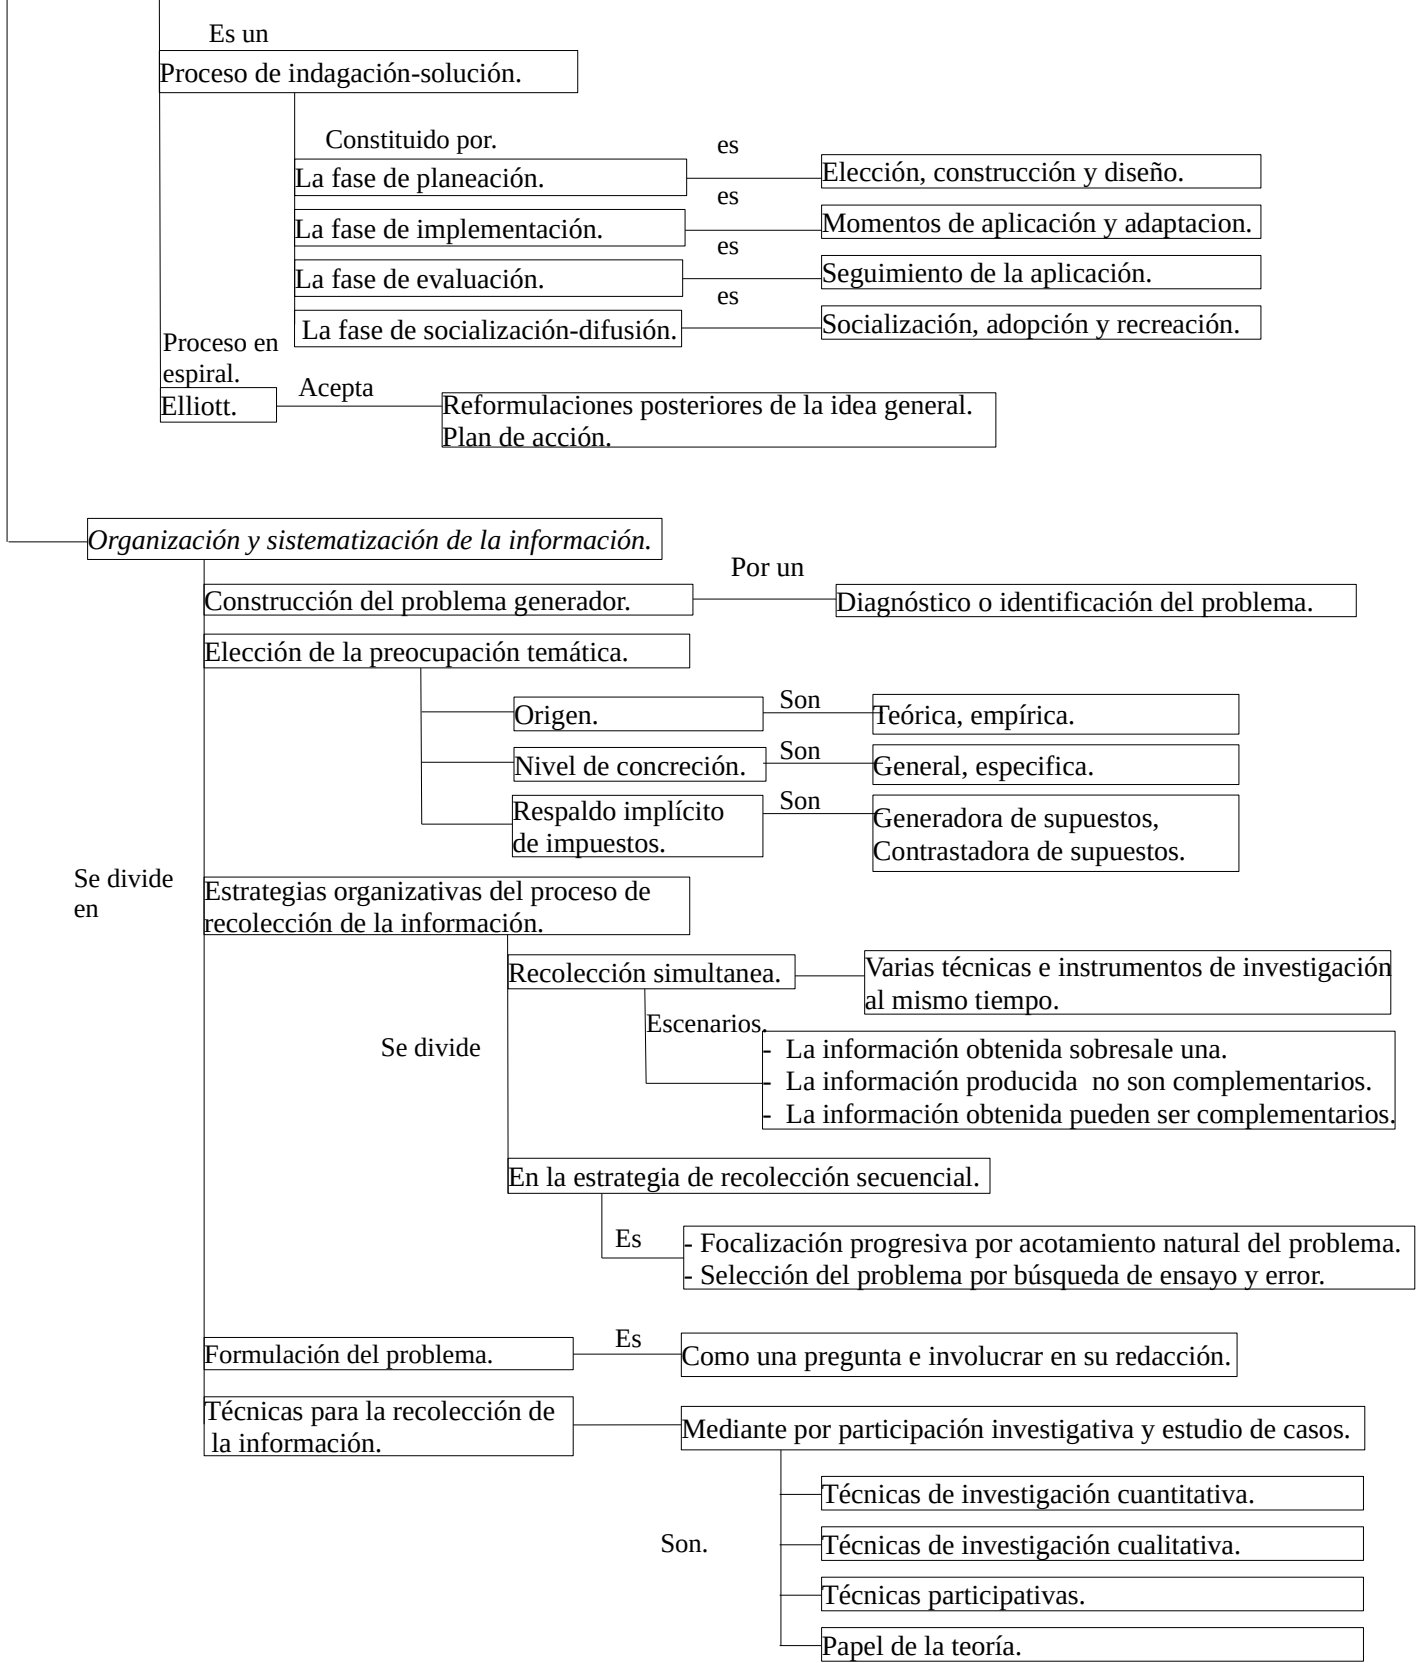 Es un
Proceso de indagación-solución.
Constituido por.
es
La fase de planeación.
Elección, construcción y diseño.
es
La fase de implementación.
Momentos de aplicación y adaptacion.
es
La fase de evaluación.
Seguimiento de la aplicación.
es
La fase de socialización-difusión.
Socialización, adopción y recreación.
Proceso en
espiral.
Elliott.
Acepta
Reformulaciones posteriores de la idea general.
Plan de acción.
Organización y sistematización de la información.
Por un
Construcción del problema generador.
Diagnóstico o identificación del problema.
Elección de la preocupación temática.
Origen.
Son
Teórica, empírica.
Nivel de concreción.
Son
General, especifica.
Respaldo implícito
de impuestos.
Son
Generadora de supuestos,
Contrastadora de supuestos.
Se divide
en
Estrategias organizativas del proceso de
recolección de la información.
Recolección simultanea.
Varias técnicas e instrumentos de investigación
al mismo tiempo.
Escenarios.
Se divide
- La información obtenida sobresale una.
- La información producida  no son complementarios.
- La información obtenida pueden ser complementarios.
En la estrategia de recolección secuencial.
Es
- Focalización progresiva por acotamiento natural del problema.
- Selección del problema por búsqueda de ensayo y error.
Formulación del problema.
Es
Como una pregunta e involucrar en su redacción.
Técnicas para la recolección de
la información.
Mediante por participación investigativa y estudio de casos.
Son.
Técnicas de investigación cuantitativa.
Técnicas de investigación cualitativa.
Técnicas participativas.
Papel de la teoría.